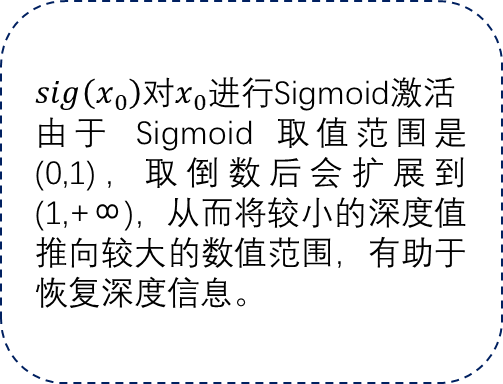 sig(x₀)对x₀进行Sigmoid激活
由于 Sigmoid 取值范围是
(0,1)，取倒数后会扩展到
(1,+∞)，从而将较小的深度值
推向较大的数值范围，有助于
恢复深度信息。